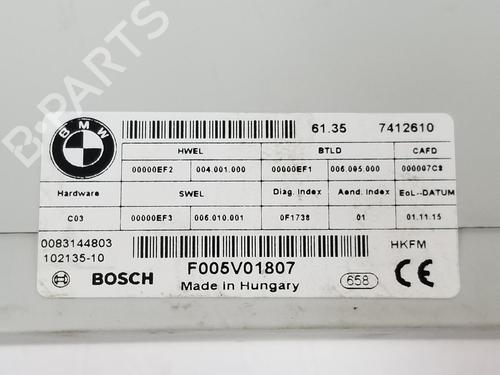 BMW
61.35 7412610
HWEL BTLD CAFD
00000EF2 004.001.000 00000EF1 006.005.000 000007C8
Hardware SWEL Diag. Index Aend. Index EoL--DATUM
C03 00000EF3 006.010.001 0F1738 01 01.11.15
0083144803
102135-10
HKFM
BOSCH F005V01807
Made in Hungary 658 CE
B-PARTS